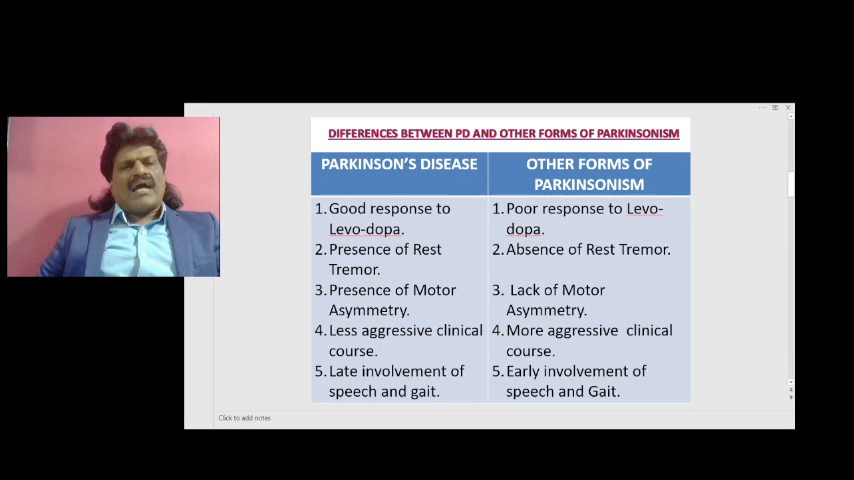 DIFFERENCES BETWEEN PD AND OTHER FORMS OF PARKINSONISM
PARKINSON'S DISEASE
1. Good response to
Levo-dopa.
2. Presence of Rest
Tremor.
3. Presence of Motor
Asymmetry.
4. Less aggressive clinical
course.
5. Late involvement of
speech and gait.
OTHER FORMS OF
PARKINSONISM
1. Poor response to Levo-
dopa.
2. Absence of Rest Tremor.
3. Lack of Motor
Asymmetry.
4. More aggressive clinical
course.
5. Early involvement of
speech and Gait.
Click to add notes